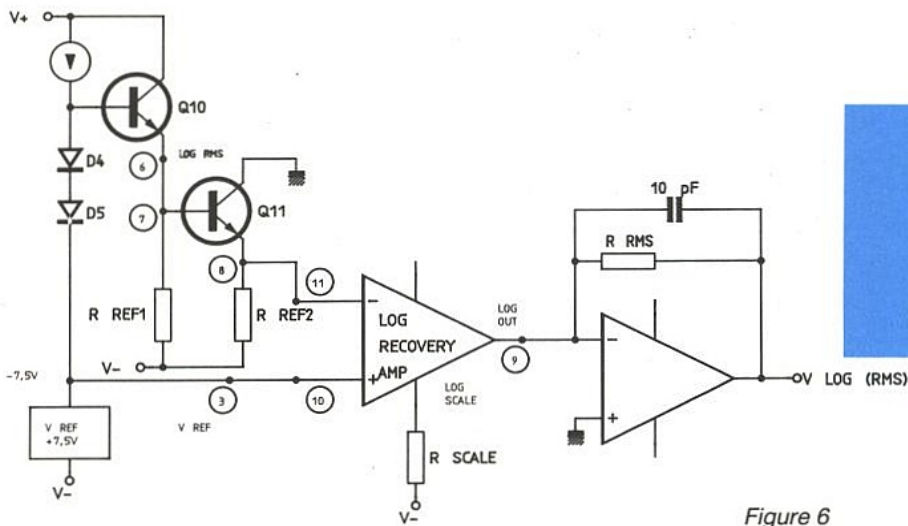 V+
Q10
D4
6
LOG RMS
D5
7
Q11
8
11
R REF1
R REF2
V-
-7,5V
3
V REF
10
-
LOG
RECOVERY
AMP
+
LOG
SCALE
LOG
OUT
9
10 pF
R RMS
-
+
V LOG (RMS)
V REF
+7,5V
V-
R SCALE
V-
Figure 6